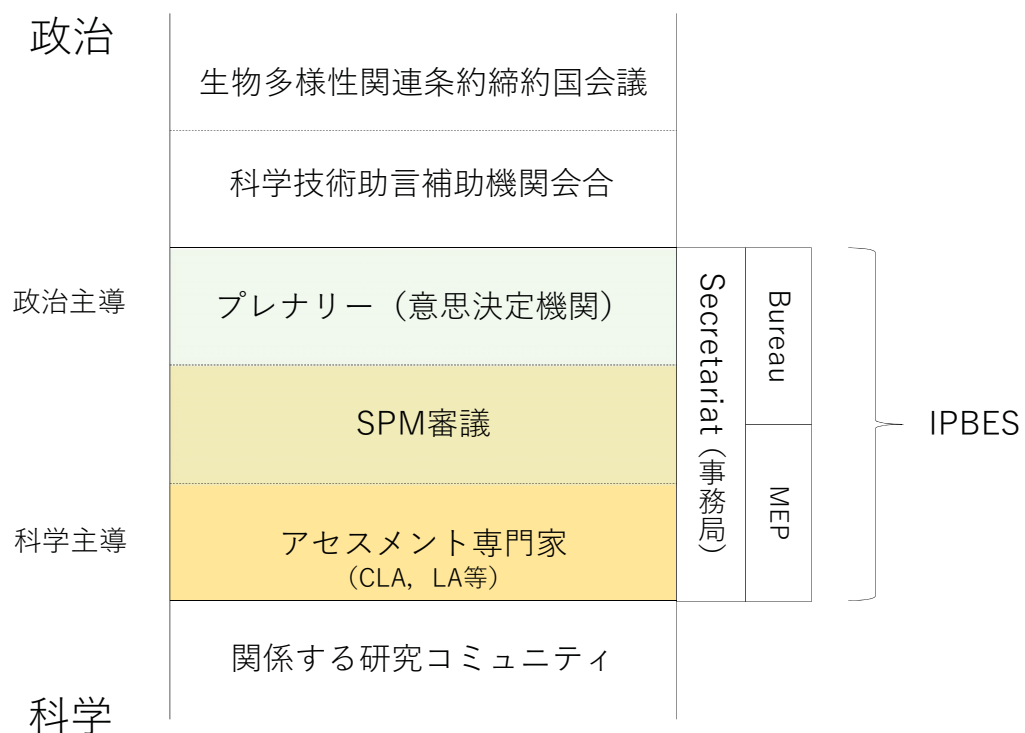 政治
生物多様性関連条約締約国会議
科学技術助言補助機関会合
政治主導
プレナリー（意思決定機関）
SPM審議
科学主導
アセスメント専門家
（CLA，LA等）
関係する研究コミュニティ
科学
Secretariat（事務局）
Bureau
MEP
IPBES